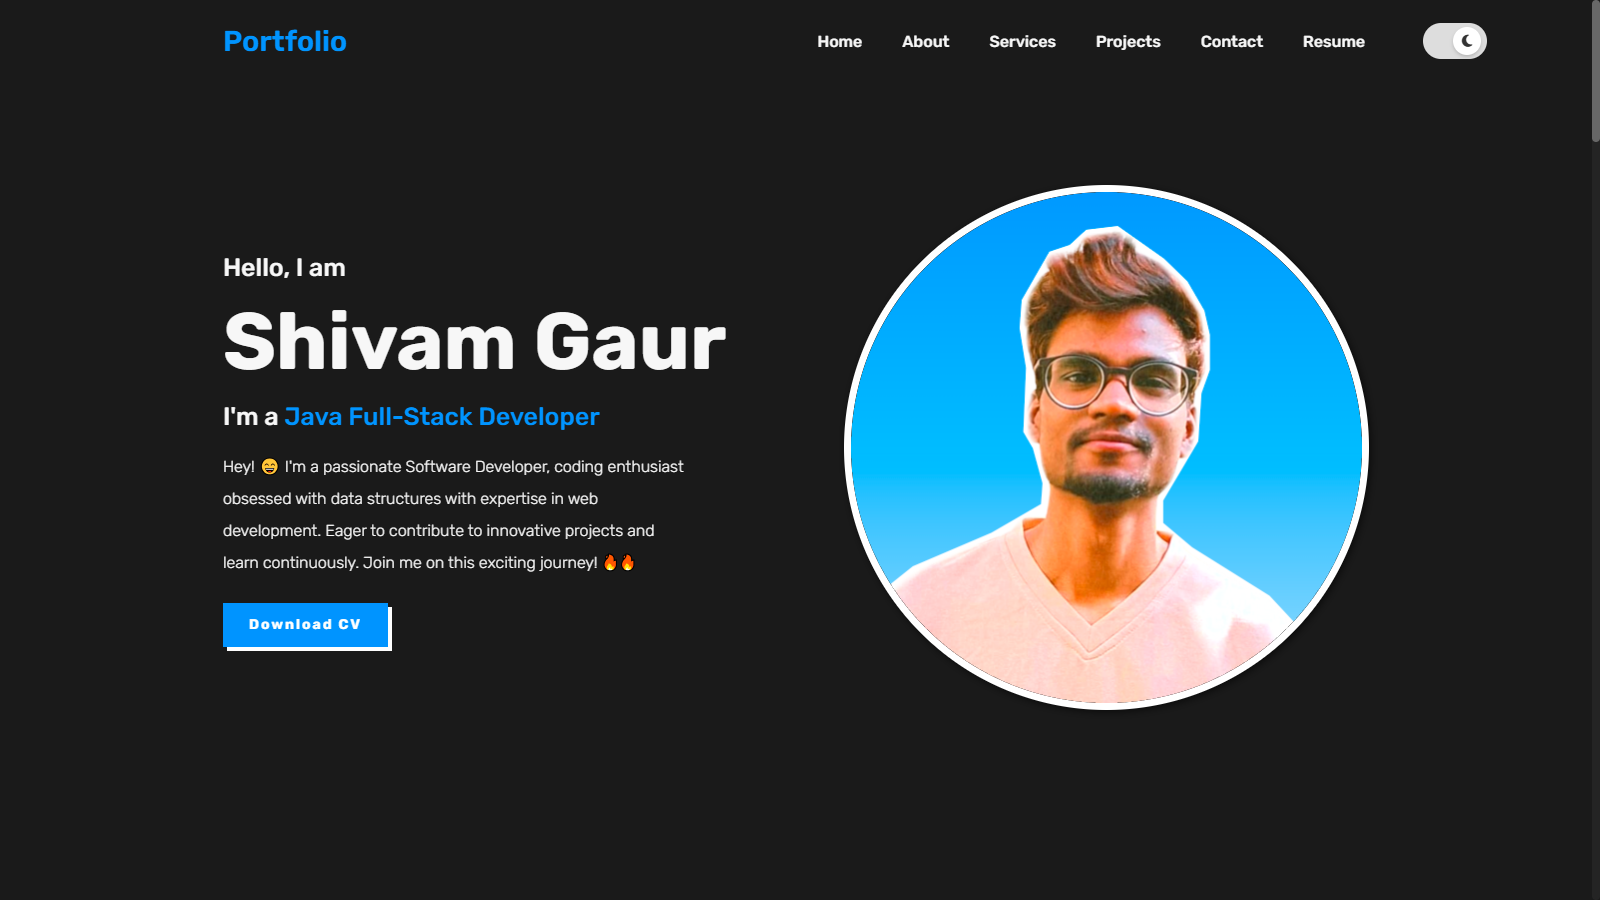 Portfolio
Home About Services Projects Contact Resume
Hello, I am
Shivam Gaur
I'm a Java Full-Stack Developer
Hey! 😄 I'm a passionate Software Developer, coding enthusiast
obsessed with data structures with expertise in web
development. Eager to contribute to innovative projects and
learn continuously. Join me on this exciting journey! 🔥🔥
Download CV